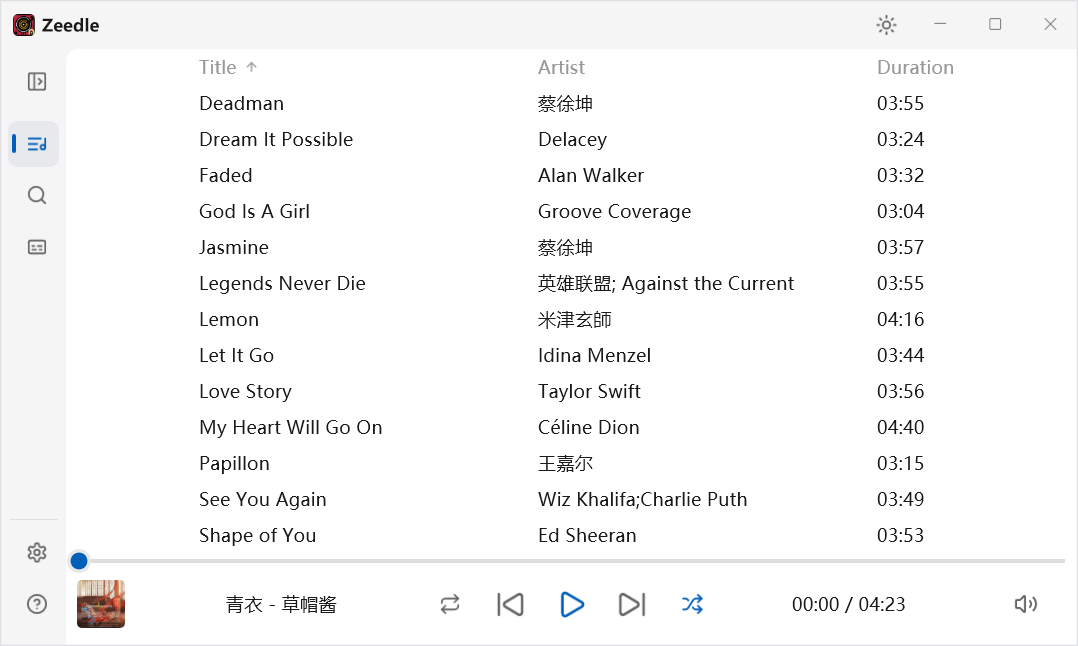 Zeedle
Title Artist Duration
Deadman 蔡徐坤 03:55
Dream It Possible Delacey 03:24
Faded Alan Walker 03:32
God Is A Girl Groove Coverage 03:04
Jasmine 蔡徐坤 03:57
Legends Never Die 英雄联盟; Against the Current 03:55
Lemon 米津玄師 04:16
Let It Go Idina Menzel 03:44
Love Story Taylor Swift 03:56
My Heart Will Go On Céline Dion 04:40
Papillon 王嘉尔 03:15
See You Again Wiz Khalifa;Charlie Puth 03:49
Shape of You Ed Sheeran 03:53
青衣 - 草帽酱 00:00 / 04:23